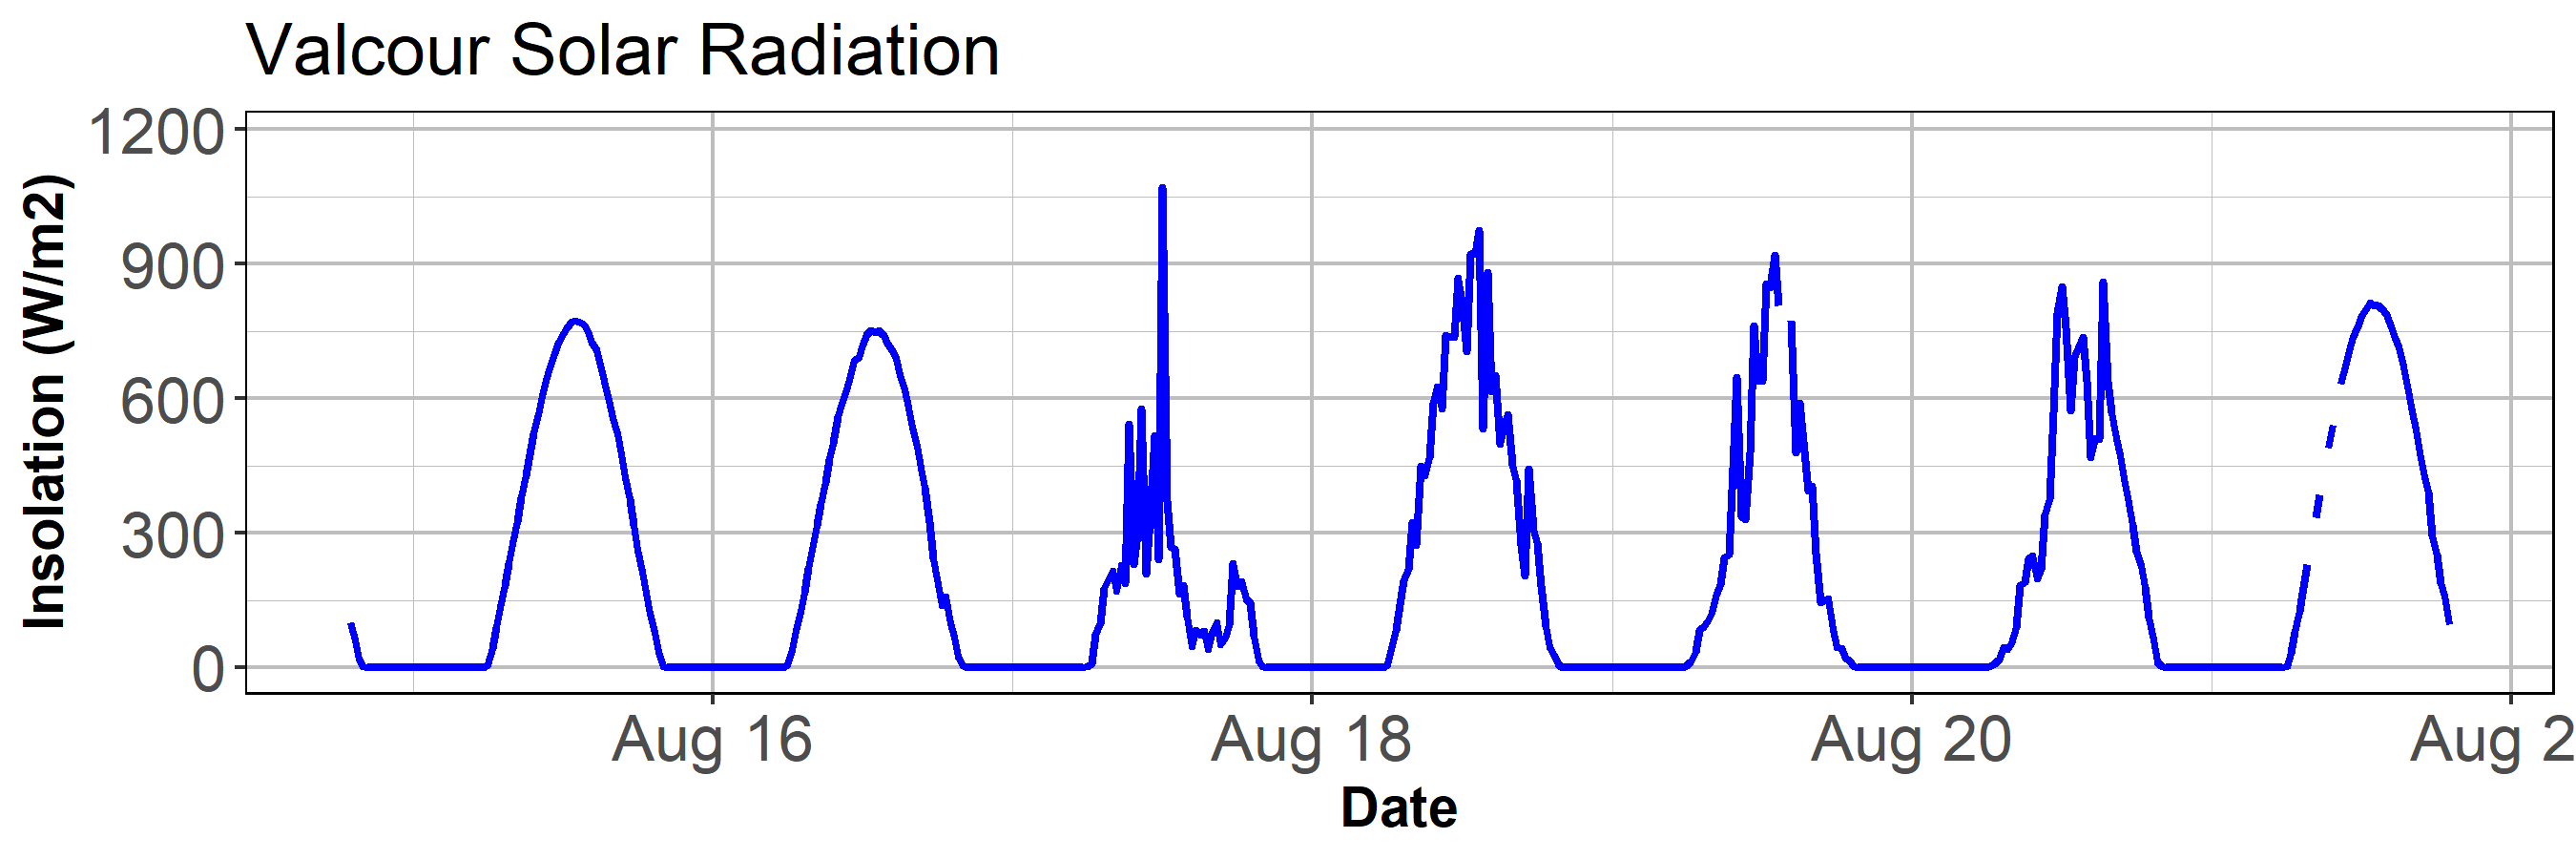 Valcour Solar Radiation
Insolation (W/m2)
1200
900
600
300
0
Aug 16
Aug 18
Aug 20
Aug 2
Date